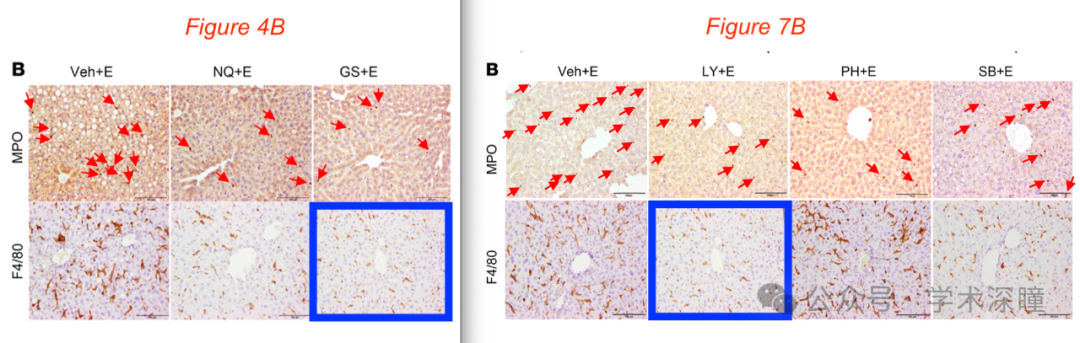 Figure 4B
Figure 7B
B
Veh+E
NQ+E
GS+E
MPO
F4/80
B
Veh+E
LY+E
PH+E
SB+E
MPO
F4/80
公众号 · 学术深瞳